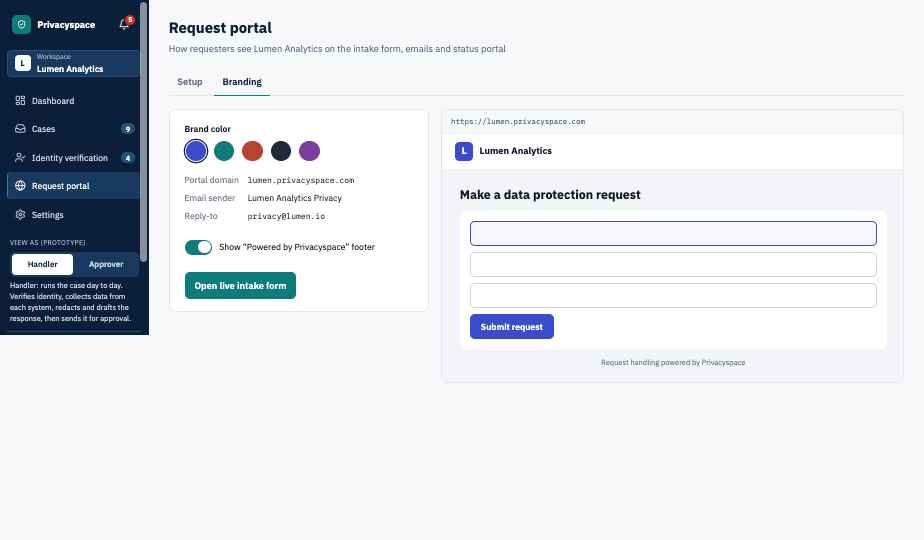 Privacyspace
5
L
Workspace
Lumen Analytics
Dashboard
Cases
9
Identity verification
4
Request portal
Settings
VIEW AS (PROTOTYPE)
Handler
Approver
Handler: runs the case day to day.
Verifies identity, collects data from
each system, redacts and drafts the
response, then sends it for approval.
Request portal
How requesters see Lumen Analytics on the intake form, emails and status portal
Setup
Branding
Brand color
Portal domain lumen.privacyspace.com
Email sender Lumen Analytics Privacy
Reply-to privacy@lumen.io
Show “Powered by Privacyspace” footer
Open live intake form
https://lumen.privacyspace.com
L
Lumen Analytics
Make a data protection request
Submit request
Request handling powered by Privacyspace